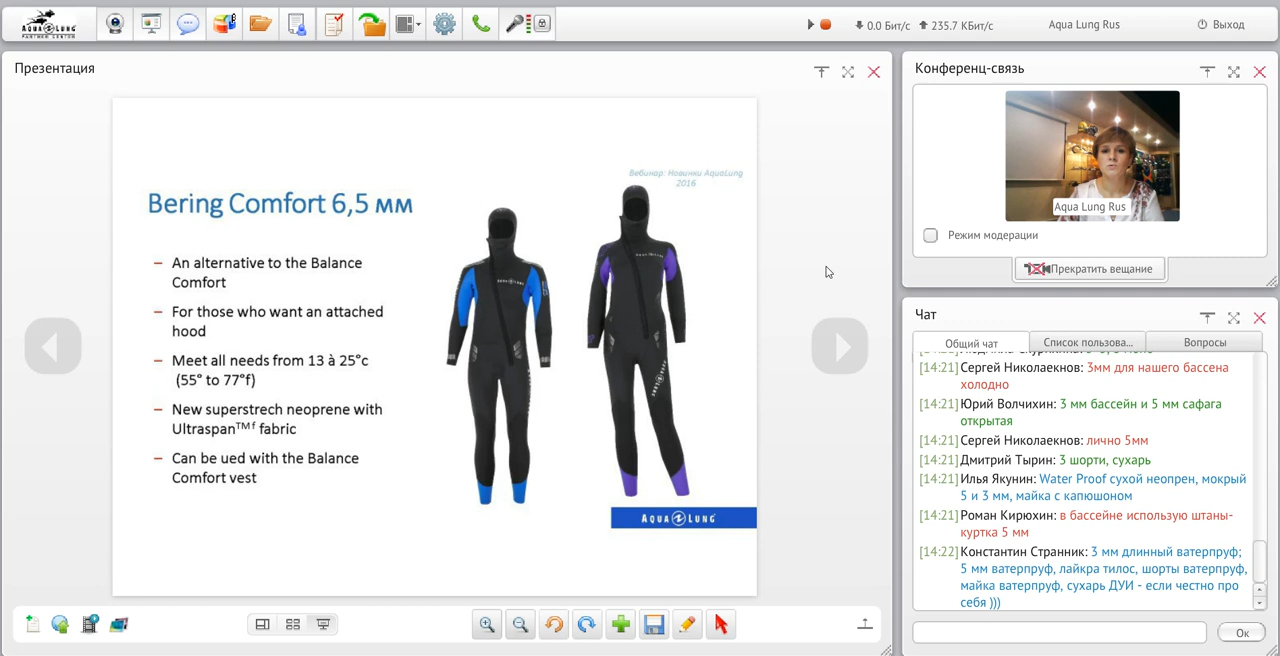 AQUA LUNG
PARTNER CENTER
0.0 Бит/с
235.7 КБит/с
Aqua Lung Rus
Выход
Презентация
Вебинар: Новинки AquaLung
2016
Bering Comfort 6,5 мм
– An alternative to the Balance
Comfort
– For those who want an attached
hood
– Meet all needs from 13 à 25°c
(55° to 77°f)
– New superstrech neoprene with
Ultraspan™ᶠ fabric
– Can be ued with the Balance
Comfort vest
AQUA LUNG
Конференц-связь
Aqua Lung Rus
Режим модерации
Прекратить вещание
Чат
Общий чат
Список пользова...
Вопросы
[14:21] Сергей Николаекнов: 3мм для нашего бассена
холодно
[14:21] Юрий Волчихин: 3 мм бассейн и 5 мм сафага
открытая
[14:21] Сергей Николаекнов: лично 5мм
[14:21] Дмитрий Тырин: 3 шорти, сухарь
[14:21] Илья Якунин: Water Proof сухой неопрен, мокрый
5 и 3 мм, майка с капюшоном
[14:21] Роман Кирюхин: в бассейне использую штаны-
куртка 5 мм
[14:22] Константин Странник: 3 мм длинный ватерпруф;
5 мм ватерпруф, лайкра тилос, шорты ватерпруф,
майка ватерпруф, сухарь ДУИ - если честно про
себя )))
Ок